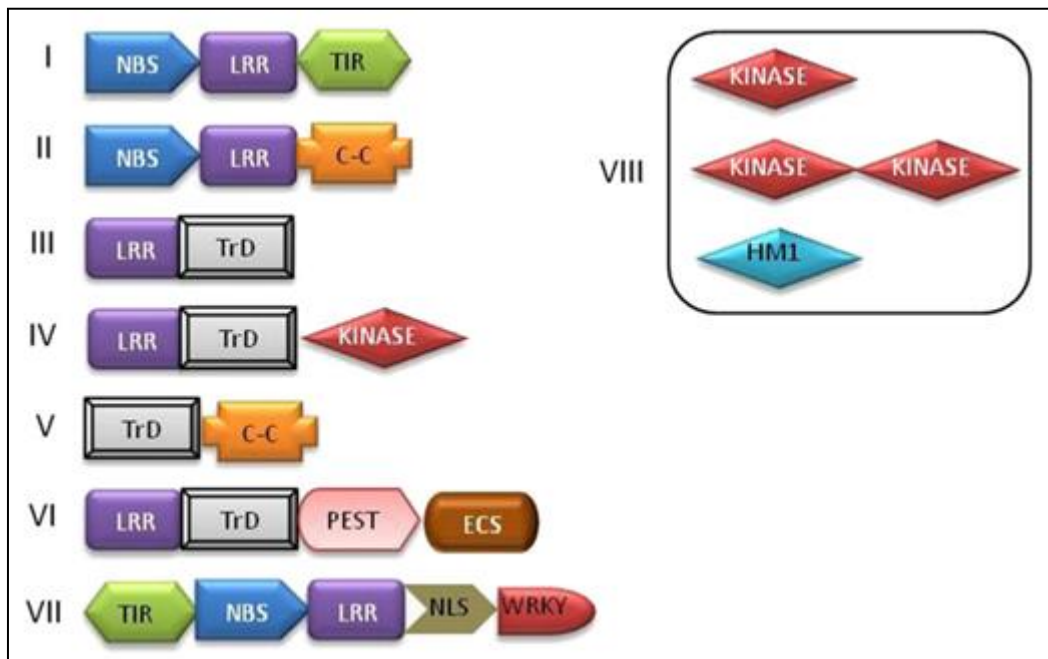 I NBS LRR TIR
II NBS LRR C-C
III LRR TrD
IV LRR TrD KINASE
V TrD C-C
VI LRR TrD PEST ECS
VII TIR NBS LRR NLS WRKY
VIII
KINASE
KINASE KINASE
HM1